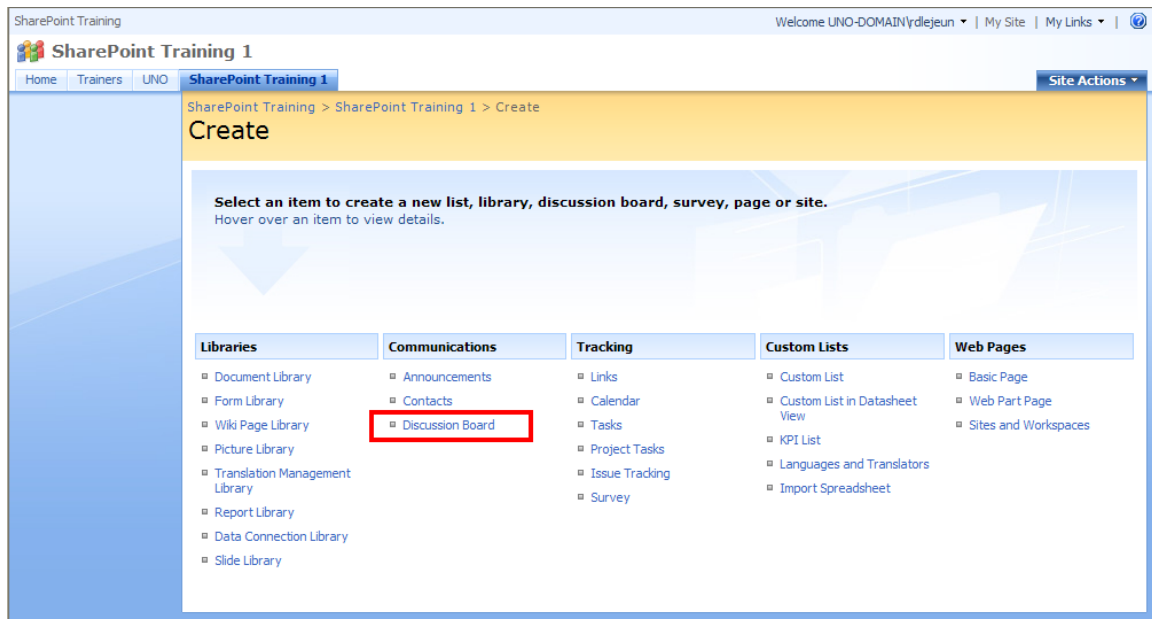 SharePoint Training
Welcome UNO-DOMAIN\rdlejeun | My Site | My Links |
SharePoint Training 1
Home Trainers UNO SharePoint Training 1 Site Actions
SharePoint Training > SharePoint Training 1 > Create
Create
Select an item to create a new list, library, discussion board, survey, page or site.
Hover over an item to view details.
Libraries
Document Library
Form Library
Wiki Page Library
Picture Library
Translation Management
Library
Report Library
Data Connection Library
Slide Library
Communications
Announcements
Contacts
Discussion Board
Tracking
Links
Calendar
Tasks
Project Tasks
Issue Tracking
Survey
Custom Lists
Custom List
Custom List in Datasheet
View
KPI List
Languages and Translators
Import Spreadsheet
Web Pages
Basic Page
Web Part Page
Sites and Workspaces